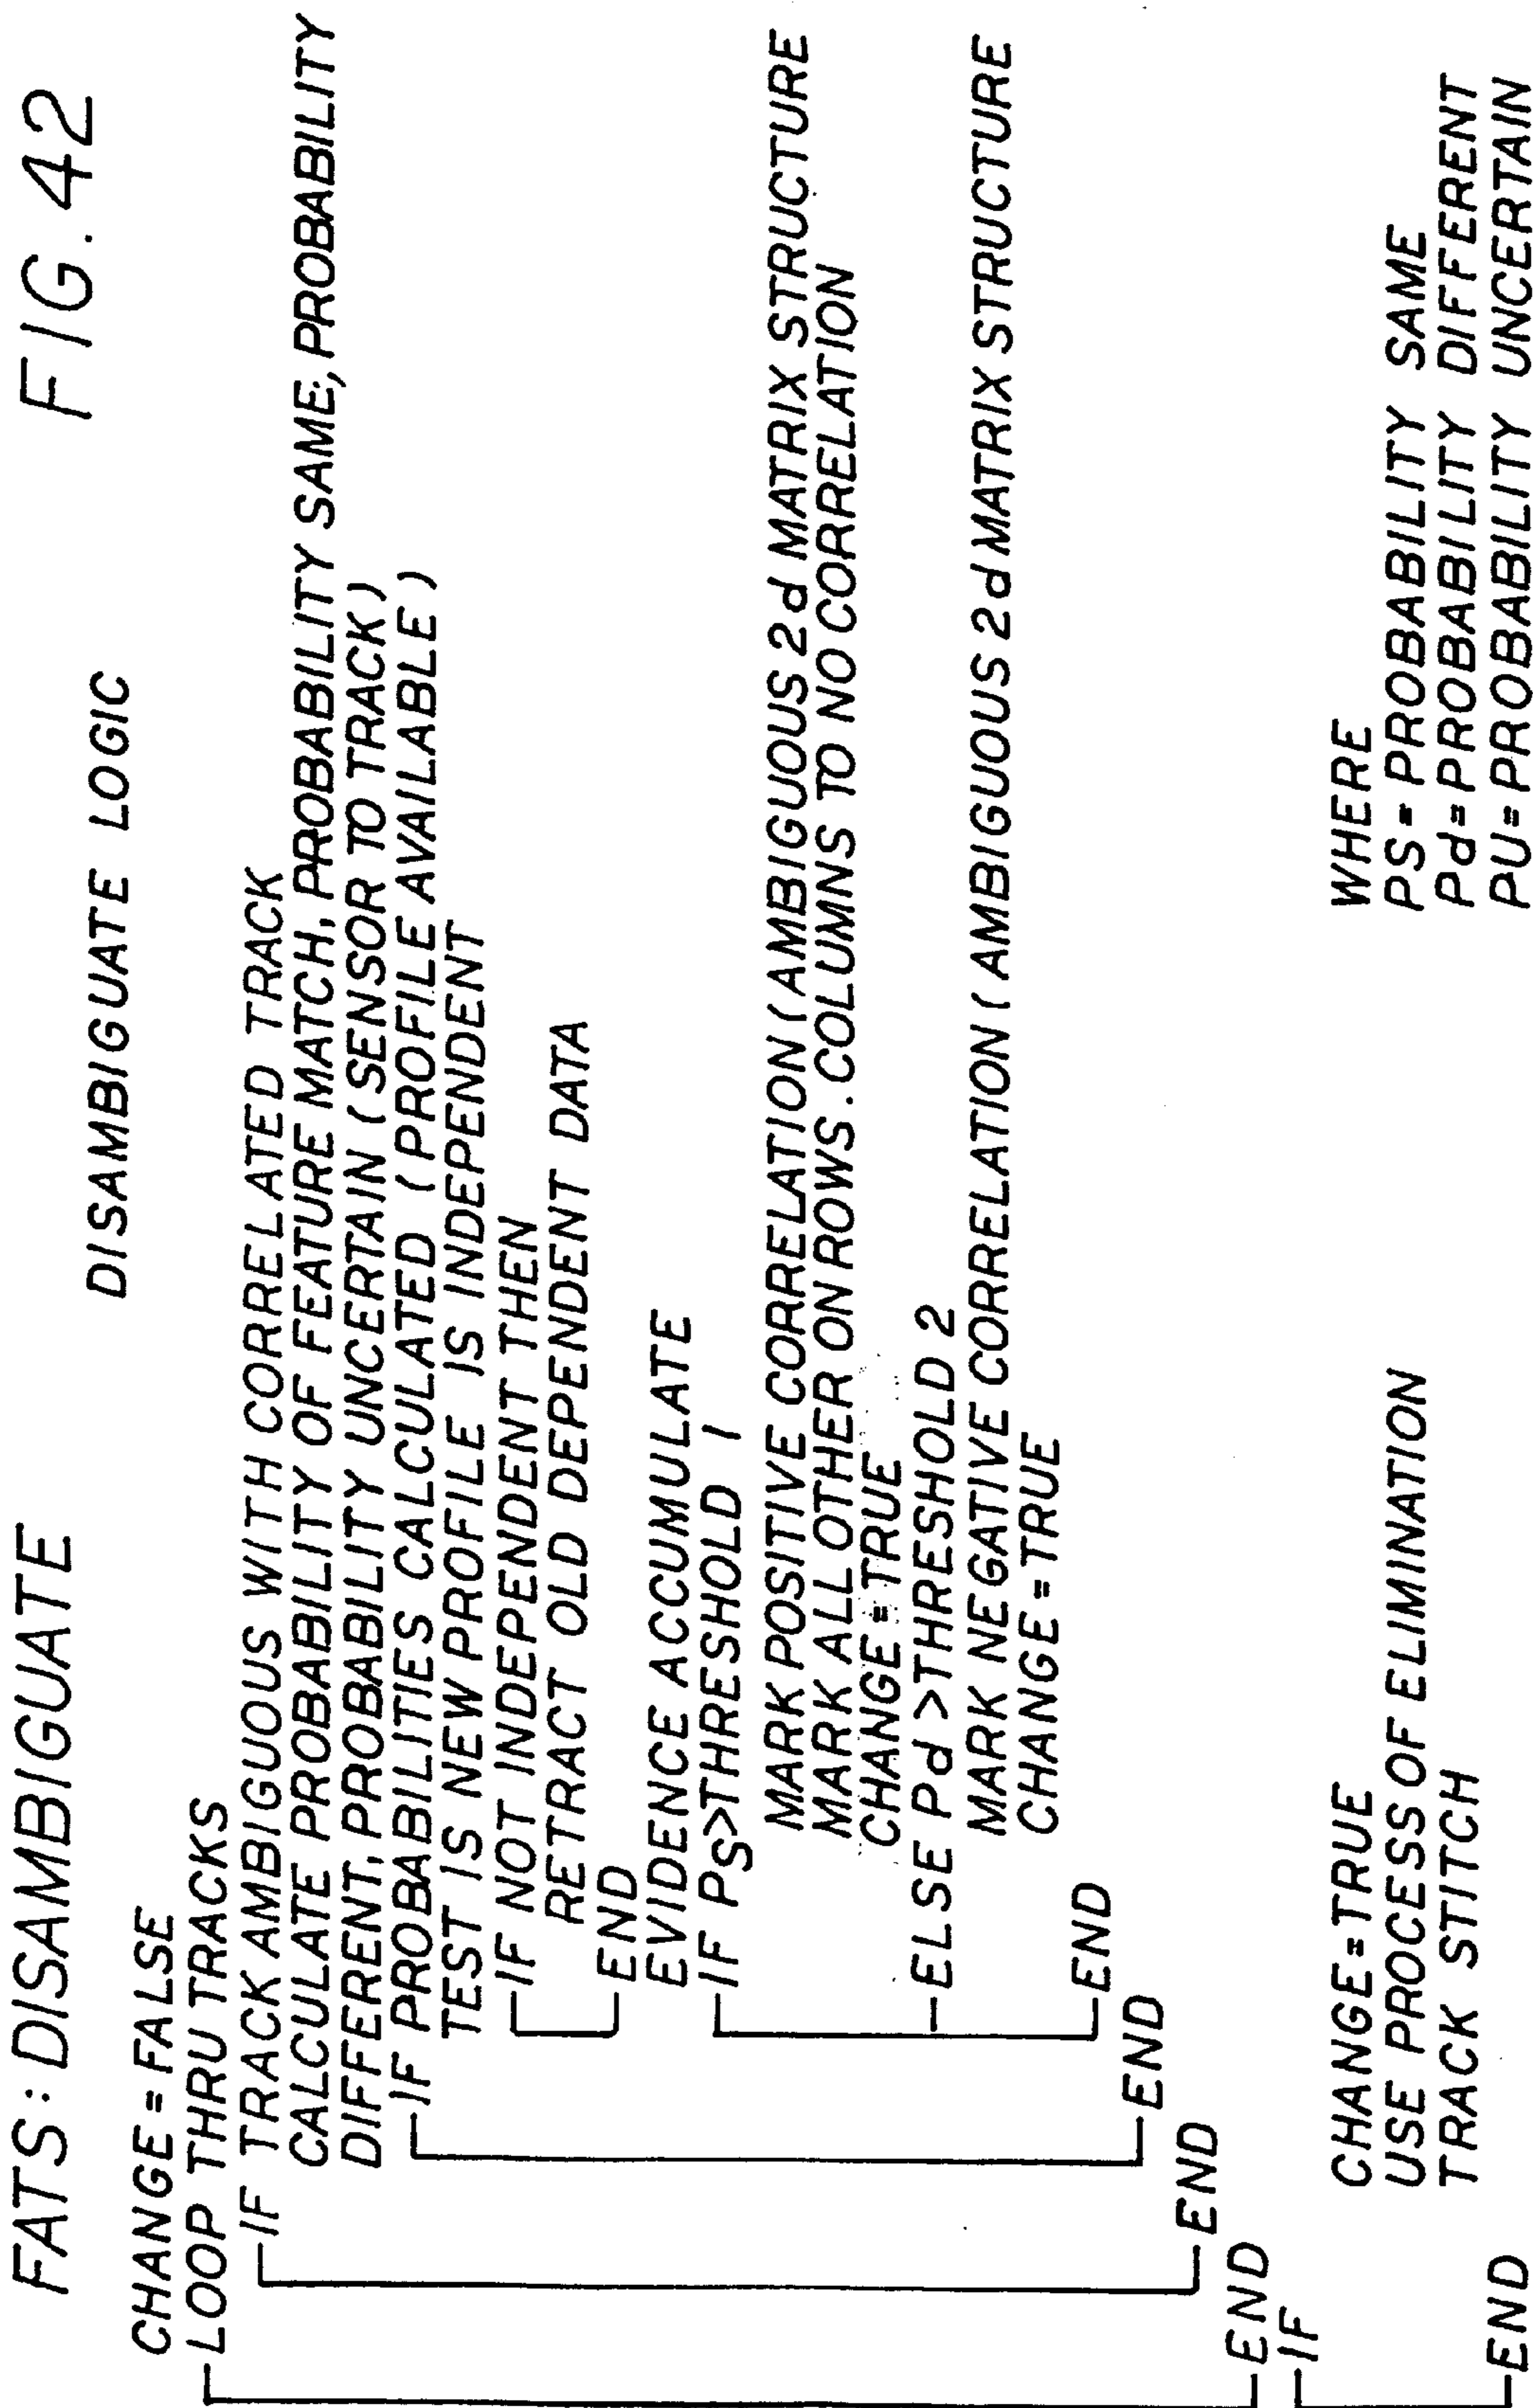 FATS: DISAMBIGUATE
FIG. 42
DISAMBIGUATE LOGIC
CHANGE = FALSE
LOOP THRU TRACKS
IF TRACK AMBIGUOUS WITH CORRELATED TRACK
CALCULATE PROBABILITY OF FEATURE MATCH, PROBABILITY SAME, PROBABILITY
DIFFERENT, PROBABILITY UNCERTAIN (SENSOR TO TRACK)
IF PROBABILITIES CALCULATED (PROFILE AVAILABLE)
TEST IS NEW PROFILE IS INDEPENDENT
IF NOT INDEPENDENT THEN
RETRACT OLD DEPENDENT DATA
END
EVIDENCE ACCUMULATE
IF PS>THRESHOLD 1
MARK POSITIVE CORRELATION (AMBIGUOUS 2d MATRIX STRUCTURE
MARK ALL OTHER ON ROWS. COLUMNS TO NO CORRELATION
CHANGE = TRUE
ELSE Pd >THRESHOLD 2
MARK NEGATIVE CORRELATION (AMBIGUOUS 2d MATRIX STRUCTURE
CHANGE = TRUE
END
END
END
END
IF
CHANGE = TRUE
USE PROCESS OF ELIMINATION
TRACK STITCH
END
WHERE
PS = PROBABILITY SAME
Pd = PROBABILITY DIFFERENT
PU = PROBABILITY UNCERTAIN